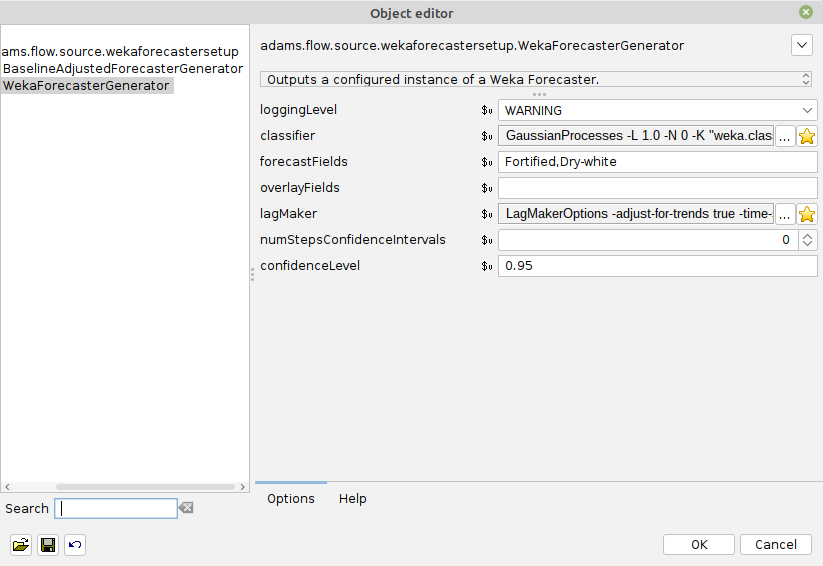 Object editor
ams.flow.source.wekaforecastersetup
BaselineAdjustedForecasterGenerator
WekaForecasterGenerator
adams.flow.source.wekaforecastersetup.WekaForecasterGenerator
Outputs a configured instance of a Weka Forecaster.
loggingLevel WARNING
classifier GaussianProcesses -L 1.0 -N 0 -K "weka.clas ...
forecastFields Fortified,Dry-white
overlayFields
lagMaker LagMakerOptions -adjust-for-trends true -time- ...
numStepsConfidenceIntervals 0
confidenceLevel 0.95
Options Help
Search
OK Cancel